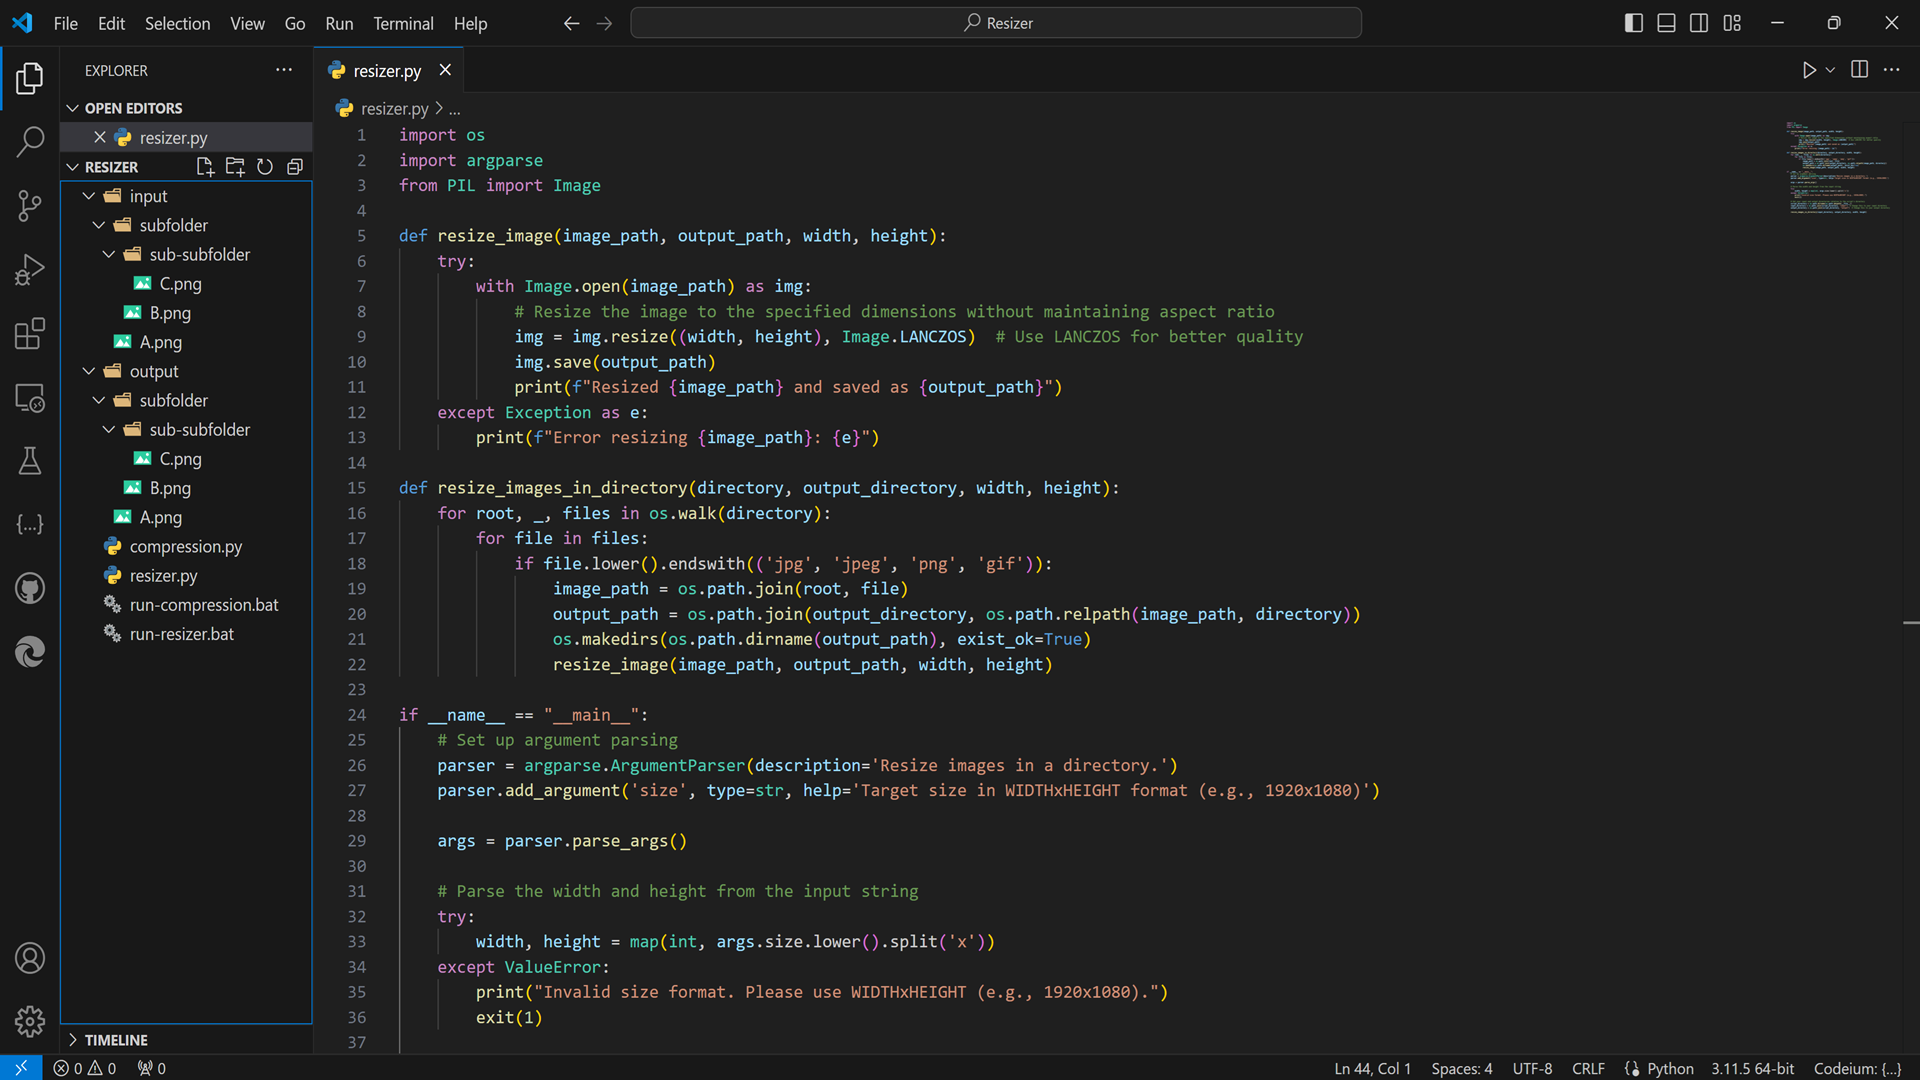 File Edit Selection View Go Run Terminal Help
Resizer
EXPLORER
OPEN EDITORS
resizer.py
RESIZER
input
subfolder
sub-subfolder
C.png
B.png
A.png
output
subfolder
sub-subfolder
C.png
B.png
A.png
compression.py
resizer.py
run-compression.bat
run-resizer.bat
TIMELINE
resizer.py
resizer.py > ...
1 import os
2 import argparse
3 from PIL import Image
4
5 def resize_image(image_path, output_path, width, height):
6     try:
7         with Image.open(image_path) as img:
8             # Resize the image to the specified dimensions without maintaining aspect ratio
9             img = img.resize((width, height), Image.LANCZOS)  # Use LANCZOS for better quality
10             img.save(output_path)
11             print(f"Resized {image_path} and saved as {output_path}")
12     except Exception as e:
13         print(f"Error resizing {image_path}: {e}")
14
15 def resize_images_in_directory(directory, output_directory, width, height):
16     for root, _, files in os.walk(directory):
17         for file in files:
18             if file.lower().endswith(('jpg', 'jpeg', 'png', 'gif')):
19                 image_path = os.path.join(root, file)
20                 output_path = os.path.join(output_directory, os.path.relpath(image_path, directory))
21                 os.makedirs(os.path.dirname(output_path), exist_ok=True)
22                 resize_image(image_path, output_path, width, height)
23
24 if __name__ == "__main__":
25     # Set up argument parsing
26     parser = argparse.ArgumentParser(description='Resize images in a directory.')
27     parser.add_argument('size', type=str, help='Target size in WIDTHxHEIGHT format (e.g., 1920x1080)')
28
29     args = parser.parse_args()
30
31     # Parse the width and height from the input string
32     try:
33         width, height = map(int, args.size.lower().split('x'))
34     except ValueError:
35         print("Invalid size format. Please use WIDTHxHEIGHT (e.g., 1920x1080).")
36         exit(1)
37
0 0 0 Ln 44, Col 1 Spaces: 4 UTF-8 CRLF Python 3.11.5 64-bit Codeium: {...}